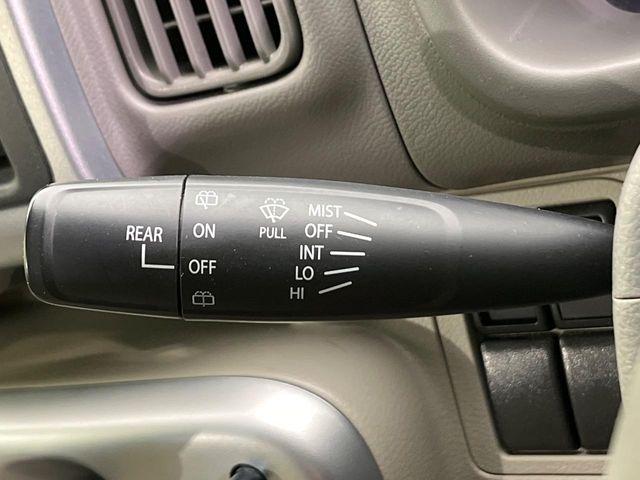 REAR
ON
OFF
PULL
MIST
OFF
INT
LO
HI